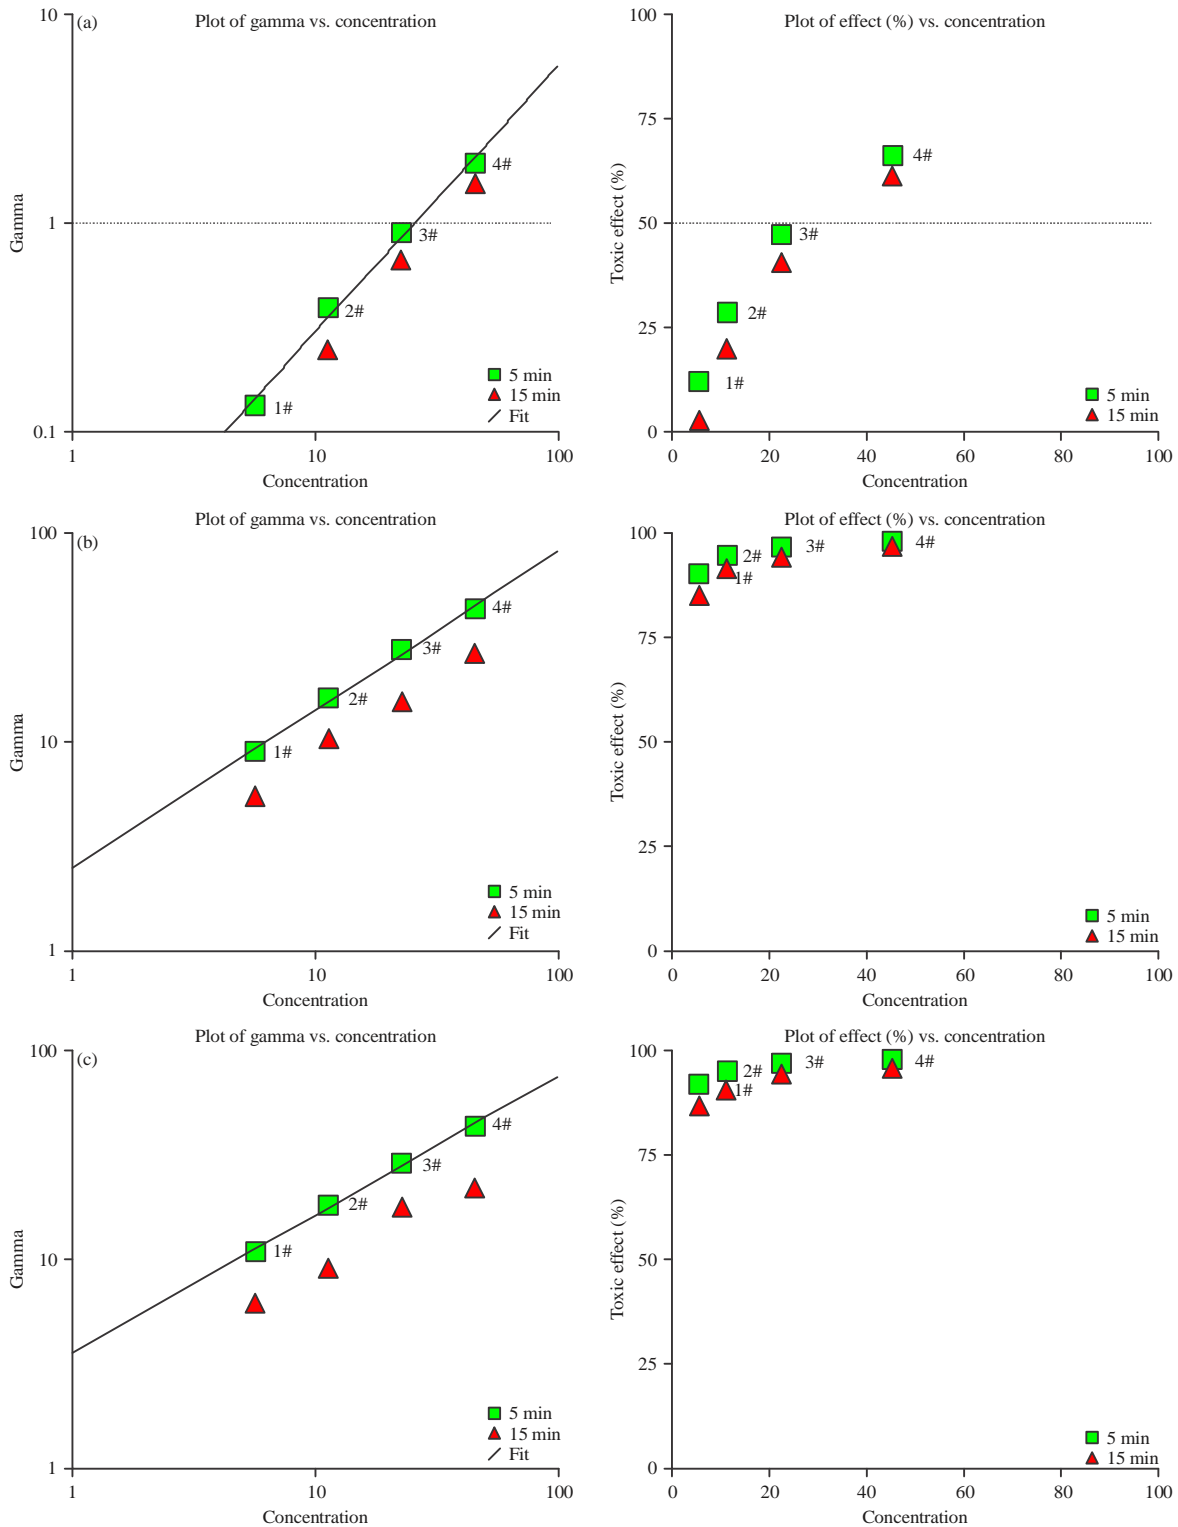 (a)
Plot of gamma vs. concentration
10
1
0.1
Gamma
1#
2#
3#
4#
5 min
15 min
Fit
1 10 100
Concentration
Plot of effect (%) vs. concentration
100
75
50
25
0
Toxic effect (%)
1#
2#
3#
4#
5 min
15 min
0 20 40 60 80 100
Concentration
(b)
Plot of gamma vs. concentration
100
10
1
Gamma
1#
2#
3#
4#
5 min
15 min
Fit
1 10 100
Concentration
Plot of effect (%) vs. concentration
100
75
50
25
0
Toxic effect (%)
1#
2#
3#
4#
5 min
15 min
0 20 40 60 80 100
Concentration
(c)
Plot of gamma vs. concentration
100
10
1
Gamma
1#
2#
3#
4#
5 min
15 min
Fit
1 10 100
Concentration
Plot of effect (%) vs. concentration
100
75
50
25
0
Toxic effect (%)
1#
2#
3#
4#
5 min
15 min
0 20 40 60 80 100
Concentration